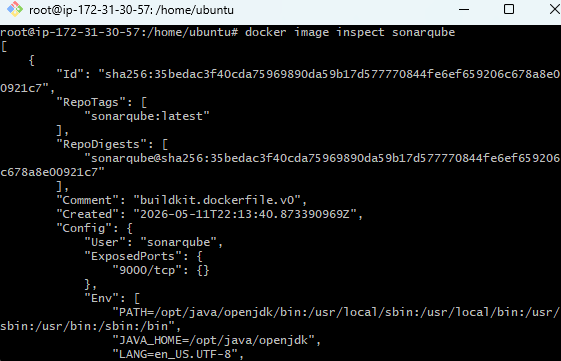 root@ip-172-31-30-57: /home/ubuntu
root@ip-172-31-30-57:/home/ubuntu# docker image inspect sonarqube
[
    {
        "Id": "sha256:35bedac3f40cda75969890da59b17d577770844fe6ef659206c678a8e0
0921c7",
        "RepoTags": [
            "sonarqube:latest"
        ],
        "RepoDigests": [
            "sonarqube@sha256:35bedac3f40cda75969890da59b17d577770844fe6ef659206
c678a8e00921c7"
        ],
        "Comment": "buildkit.dockerfile.v0",
        "Created": "2026-05-11T22:13:40.873390969Z",
        "Config": {
            "User": "sonarqube",
            "ExposedPorts": {
                "9000/tcp": {}
            },
            "Env": [
                "PATH=/opt/java/openjdk/bin:/usr/local/sbin:/usr/local/bin:/usr/
sbin:/usr/bin:/sbin:/bin",
                "JAVA_HOME=/opt/java/openjdk",
                "LANG=en_US.UTF-8",